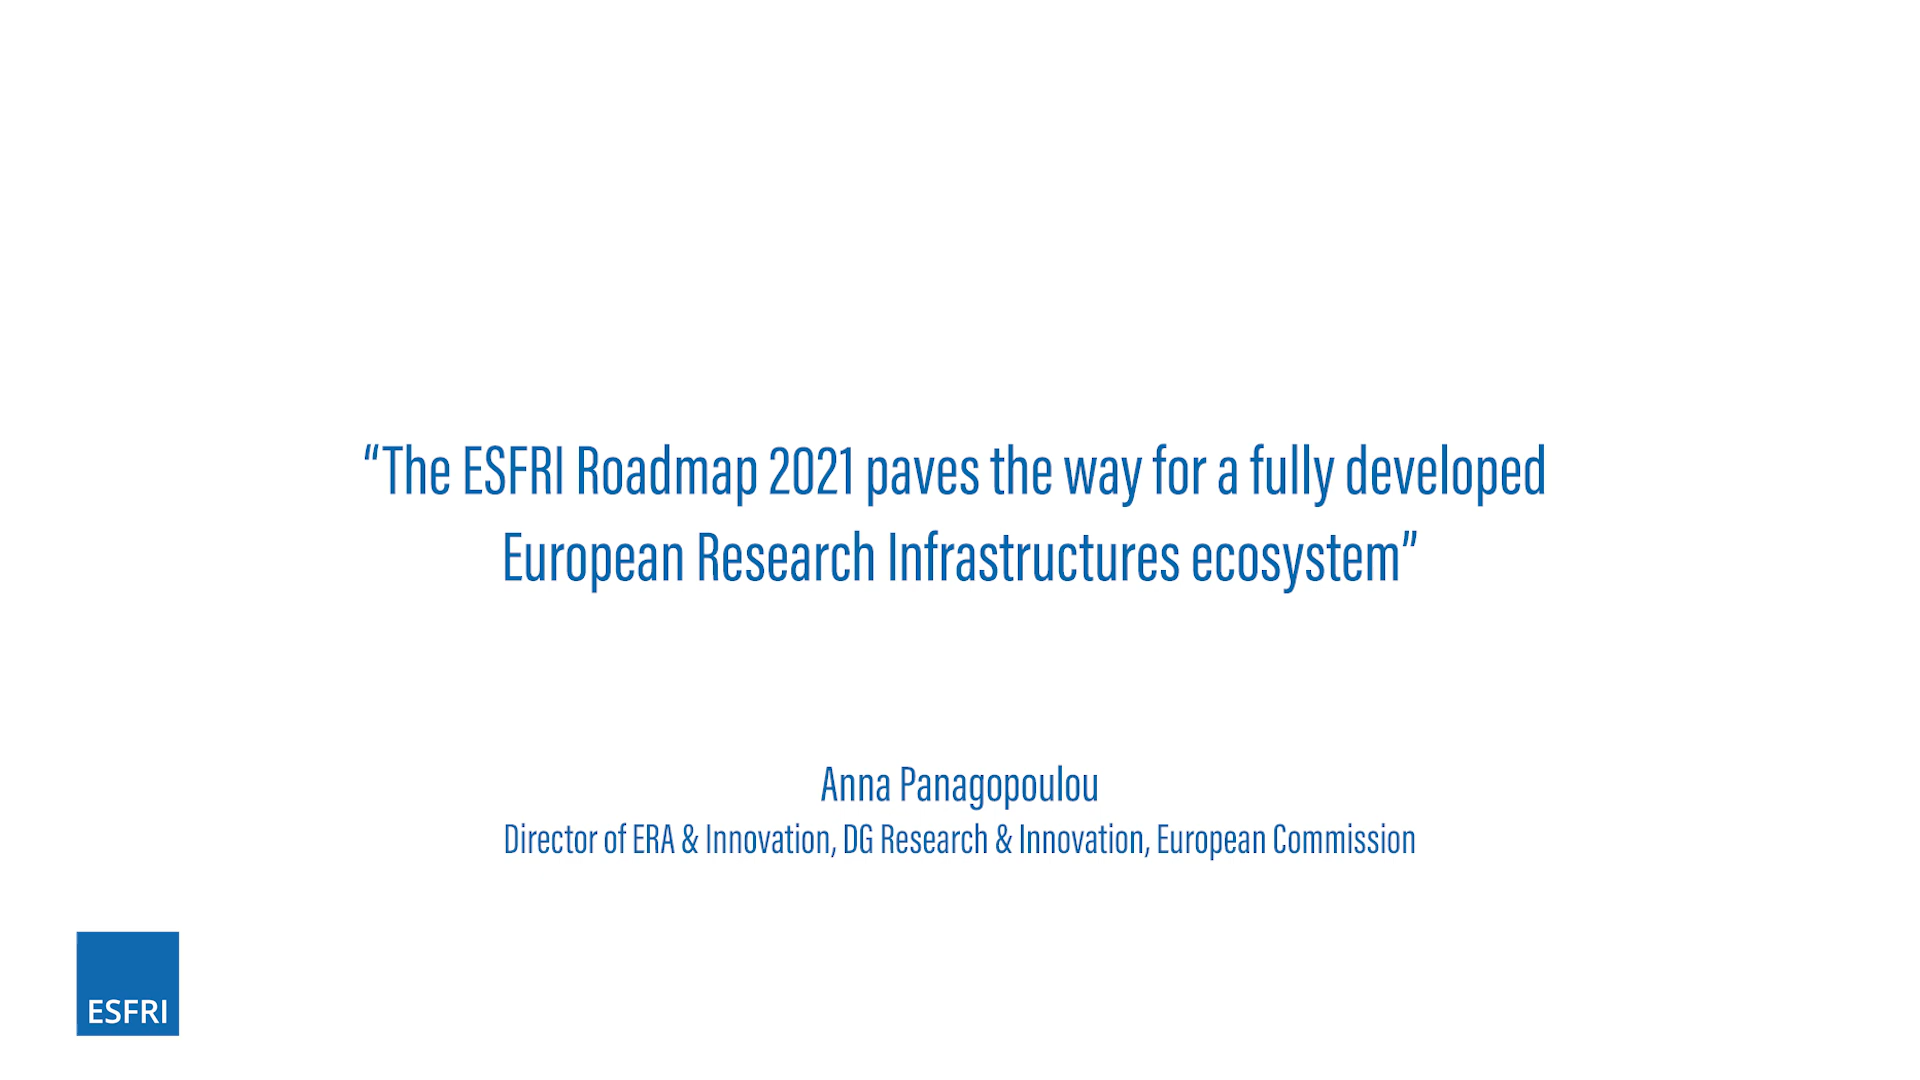 “The ESFRI Roadmap 2021 paves the way for a fully developed
European Research Infrastructures ecosystem”
Anna Panagopoulou
Director of ERA & Innovation, DG Research & Innovation, European Commission
ESFRI